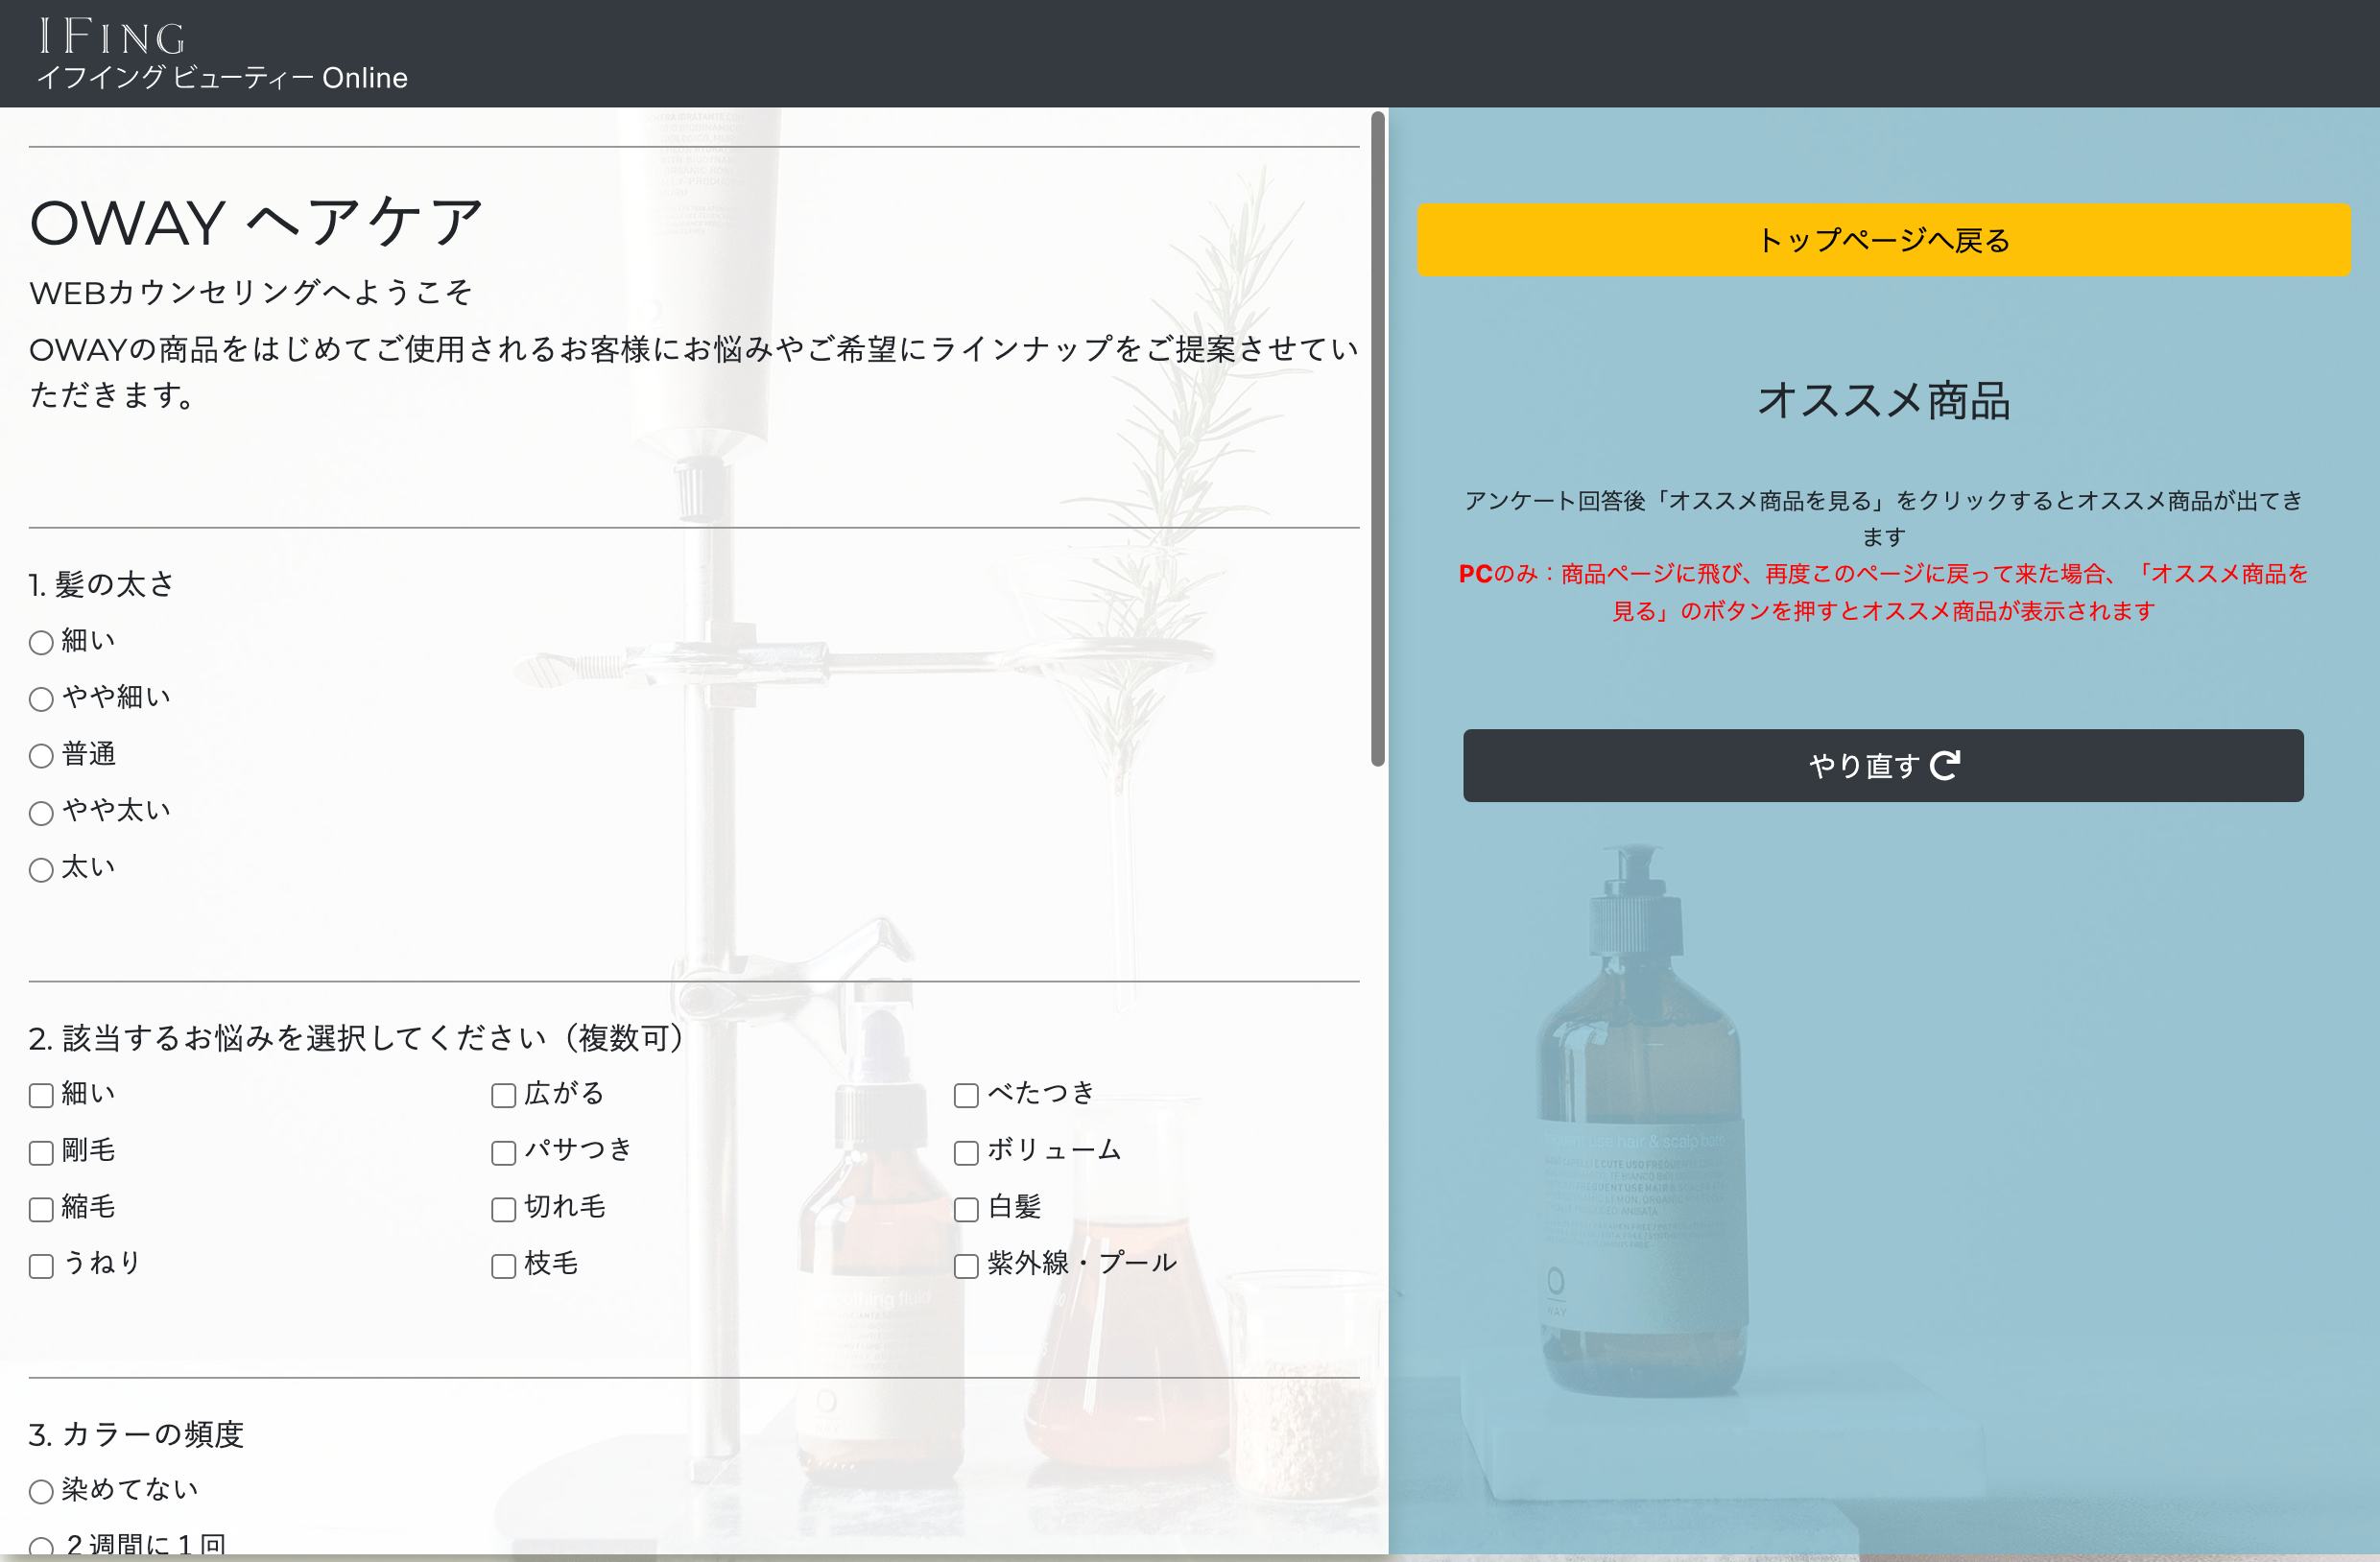 IFING
イフイング ビューティー Online
OWAY ヘアケア
WEBカウンセリングへようこそ
OWAYの商品をはじめてご使用されるお客様にお悩みやご希望にラインナップをご提案させてい
ただきます。
1. 髪の太さ
細い
やや細い
普通
やや太い
太い
2. 該当するお悩みを選択してください（複数可）
細い
広がる
べたつき
剛毛
パサつき
ボリューム
縮毛
切れ毛
白髪
うねり
枝毛
紫外線・プール
3. カラーの頻度
染めてない
２週間に１回
トップページへ戻る
オススメ商品
アンケート回答後「オススメ商品を見る」をクリックするとオススメ商品が出てき
ます
PCのみ：商品ページに飛び、再度このページに戻って来た場合、「オススメ商品を
見る」のボタンを押すとオススメ商品が表示されます
やり直す
frequent use hair & scalp bath
O
WAY
smoothing fluid